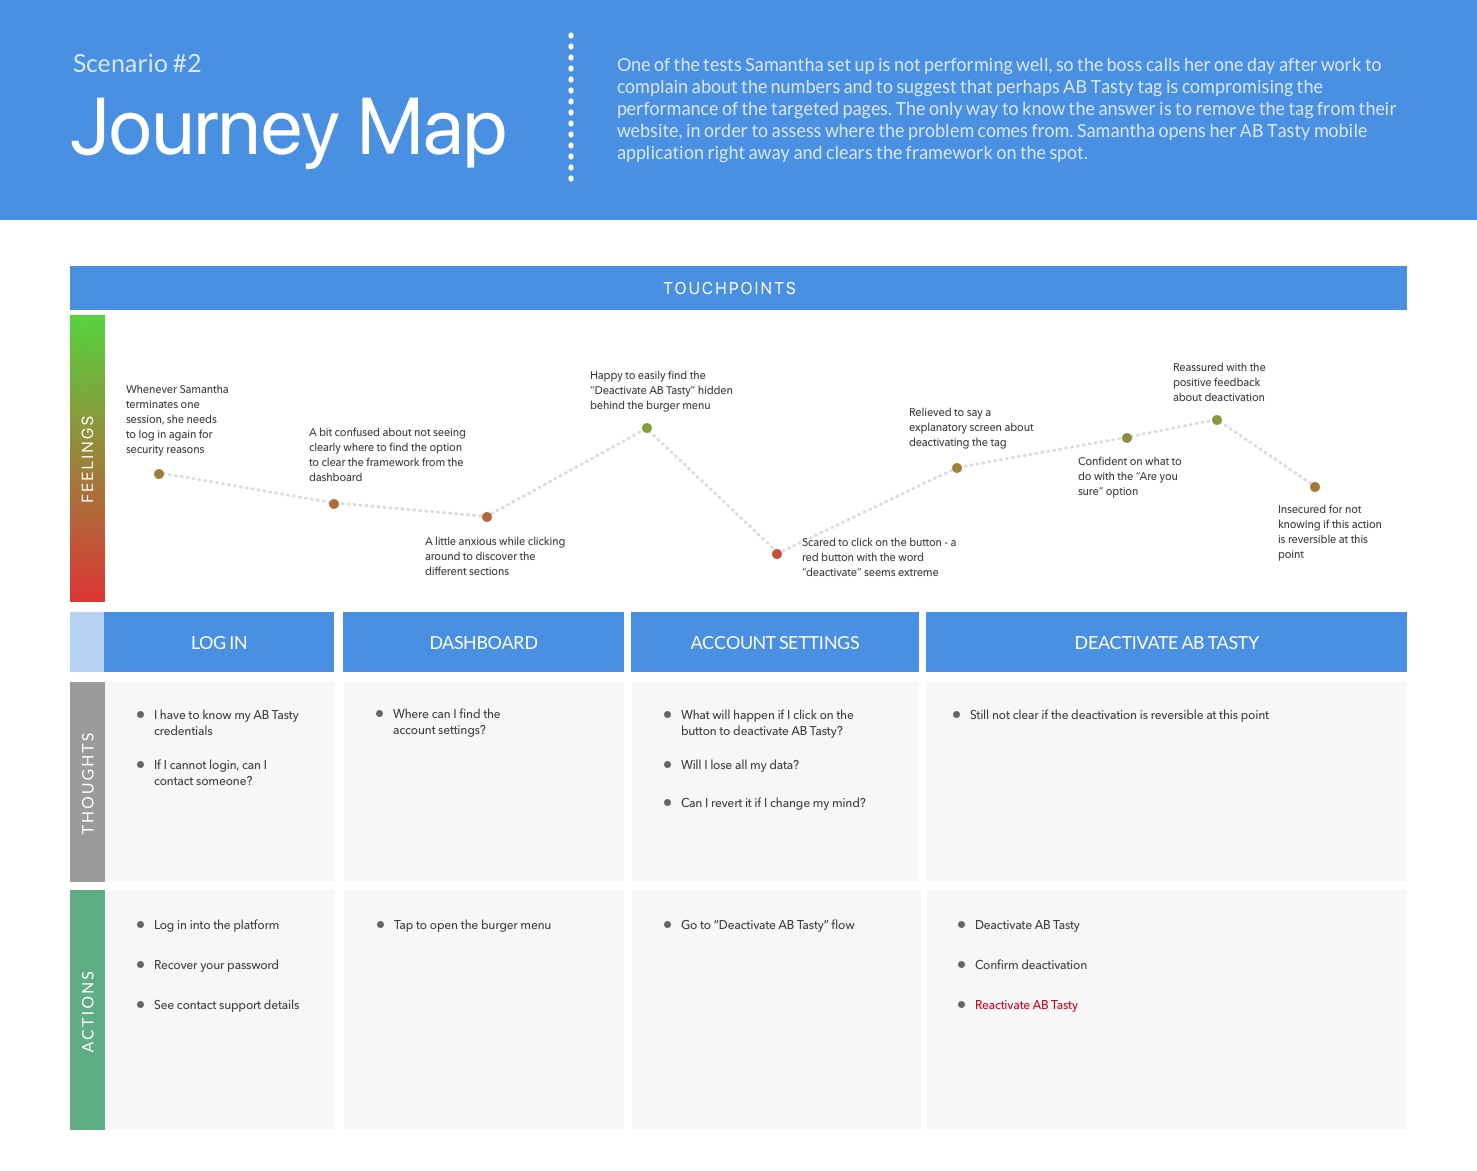 Scenario #2
Journey Map
One of the tests Samantha set up is not performing well, so the boss calls her one day after work to
complain about the numbers and to suggest that perhaps AB Tasty tag is compromising the
performance of the targeted pages. The only way to know the answer is to remove the tag from their
website, in order to assess where the problem comes from. Samantha opens her AB Tasty mobile
application right away and clears the framework on the spot.
TOUCHPOINTS
FEELINGS
Whenever Samantha
terminates one
session, she needs
to log in again for
security reasons
A bit confused about not seeing
clearly where to find the option
to clear the framework from the
dashboard
A little anxious while clicking
around to discover the
different sections
Happy to easily find the
“Deactivate AB Tasty” hidden
behind the burger menu
Scared to click on the button - a
red button with the word
“deactivate” seems extreme
Relieved to say a
explanatory screen about
deactivating the tag
Confident on what to
do with the “Are you
sure” option
Reassured with the
positive feedback
about deactivation
Insecured for not
knowing if this action
is reversible at this
point
LOG IN
DASHBOARD
ACCOUNT SETTINGS
DEACTIVATE AB TASTY
THOUGHTS
I have to know my AB Tasty
credentials
If I cannot login, can I
contact someone?
Where can I find the
account settings?
What will happen if I click on the
button to deactivate AB Tasty?
Will I lose all my data?
Can I revert it if I change my mind?
Still not clear if the deactivation is reversible at this point
ACTIONS
Log in into the platform
Recover your password
See contact support details
Tap to open the burger menu
Go to “Deactivate AB Tasty” flow
Deactivate AB Tasty
Confirm deactivation
Reactivate AB Tasty